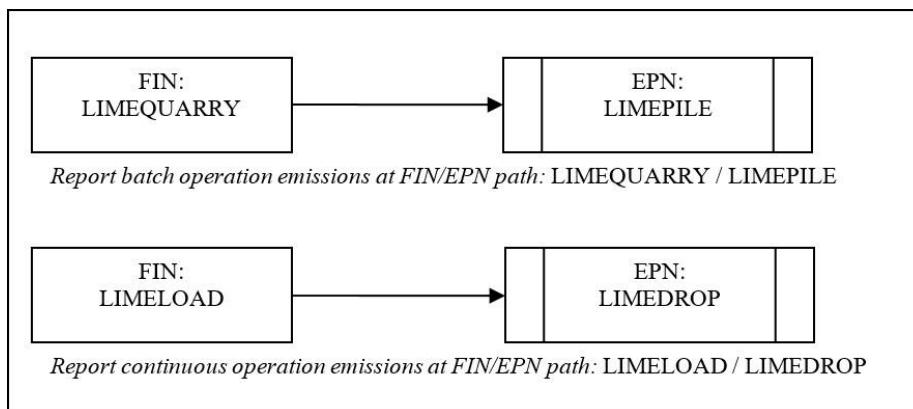 FIN:
LIMEQUARRY
EPN:
LIMEPILE
Report batch operation emissions at FIN/EPN path: LIMEQUARRY / LIMEPILE
FIN:
LIMELOAD
EPN:
LIMEDROP
Report continuous operation emissions at FIN/EPN path: LIMELOAD / LIMEDROP